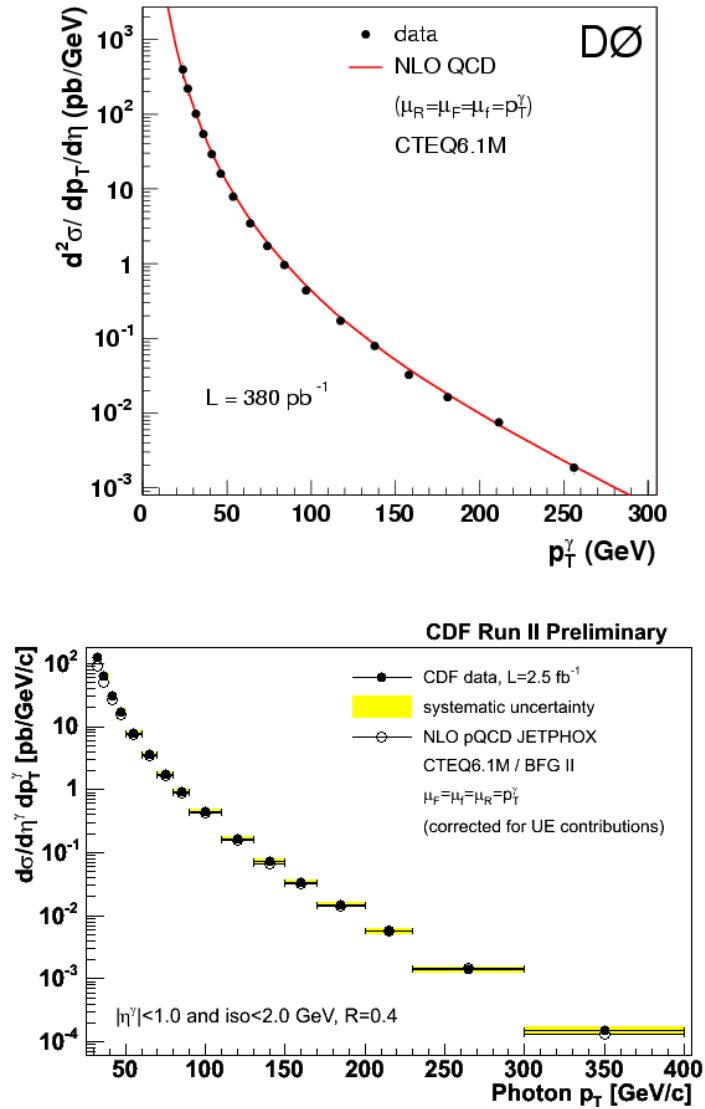 DØ
data
NLO QCD
(μ_R=μ_F=μ_f=p_T^γ)
CTEQ6.1M
L = 380 pb⁻¹
d²σ/ dp_T/dη (pb/GeV)
10³
10²
10
1
10⁻¹
10⁻²
10⁻³
0 50 100 150 200 250 300
p_T^γ (GeV)
CDF Run II Preliminary
CDF data, L=2.5 fb⁻¹
systematic uncertainty
NLO pQCD JETPHOX
CTEQ6.1M / BFG II
μ_F=μ_f=μ_R=p_T^γ
(corrected for UE contributions)
dσ/dη^γ dp_T^γ [pb/GeV/c]
10²
10
1
10⁻¹
10⁻²
10⁻³
10⁻⁴
|η^γ|<1.0 and iso<2.0 GeV, R=0.4
50 100 150 200 250 300 350 400
Photon p_T [GeV/c]